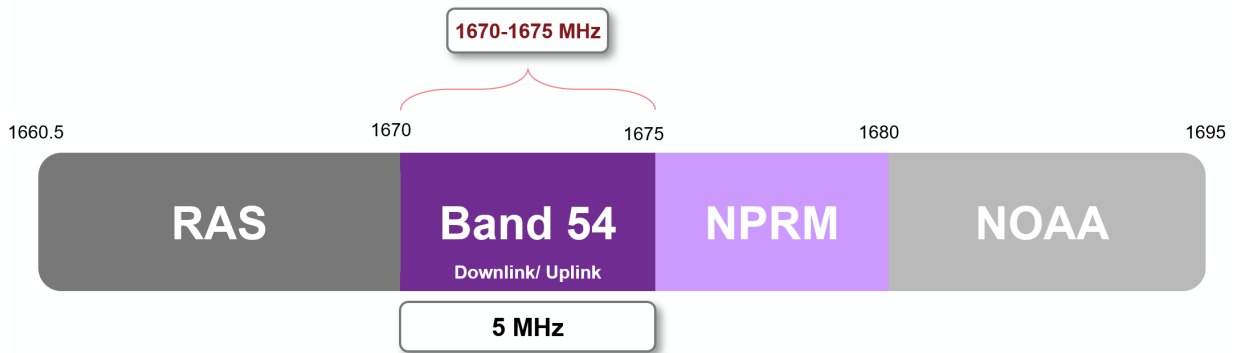 1670-1675 MHz
1660.5
1670
1675
1680
1695
RAS
Band 54
NPRM
NOAA
Downlink/ Uplink
5 MHz